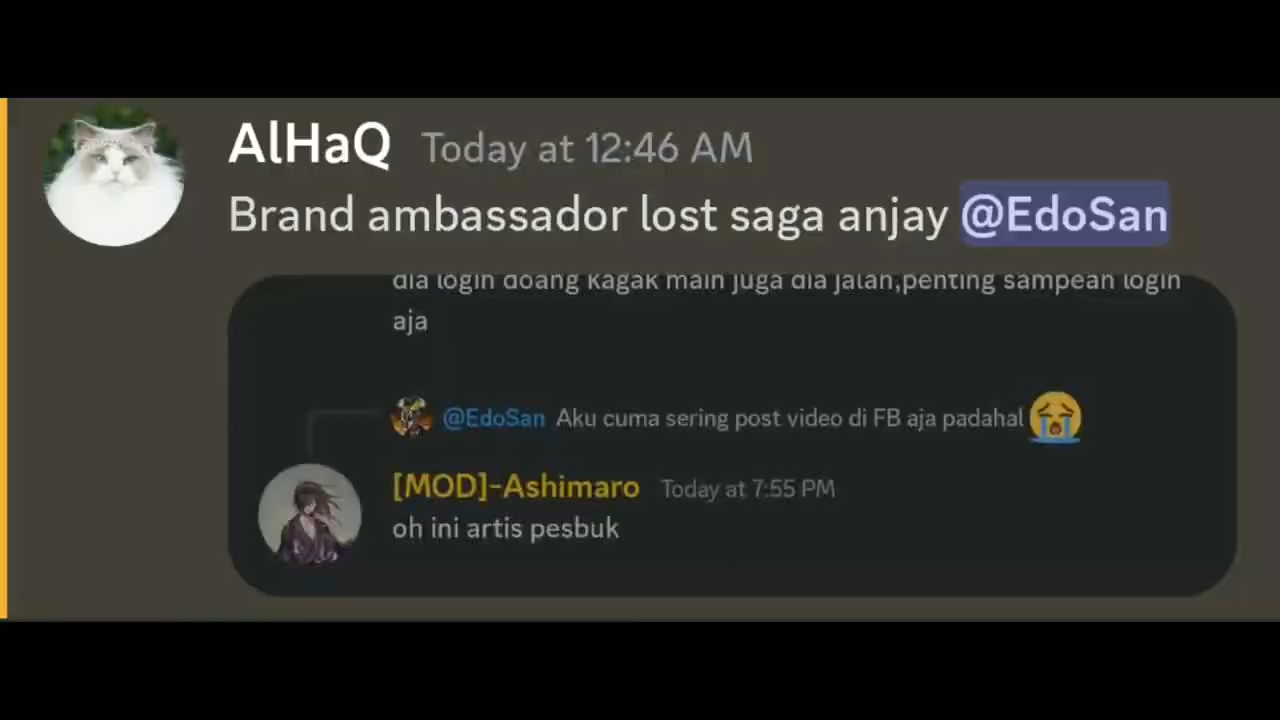 AlHaQ Today at 12:46 AM
Brand ambassador lost saga anjay @EdoSan
dia login doang kagak main juga dia jalan,penting sampean login
aja
@EdoSan Aku cuma sering post video di FB aja padahal 😭
[MOD]-Ashimaro Today at 7:55 PM
oh ini artis pesbuk